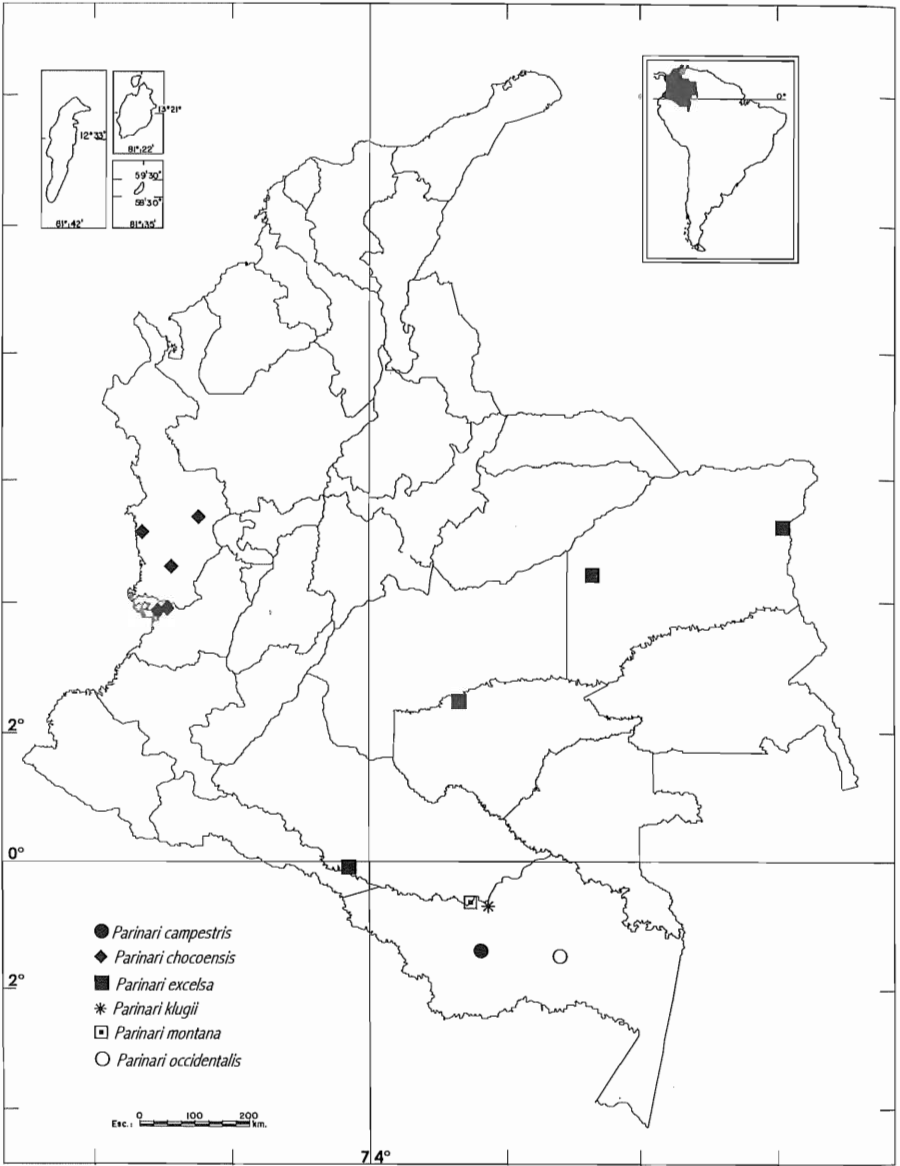 12°33'
81°42'
13°21'
81°22'
59'30"
58'30"
81°35'
0°
2°
0°
2°
Parinari campestris
Parinari chocoensis
Parinari excelsa
Parinari klugii
Parinari montana
Parinari occidentalis
Esc.: 0 100 200 km.
74°